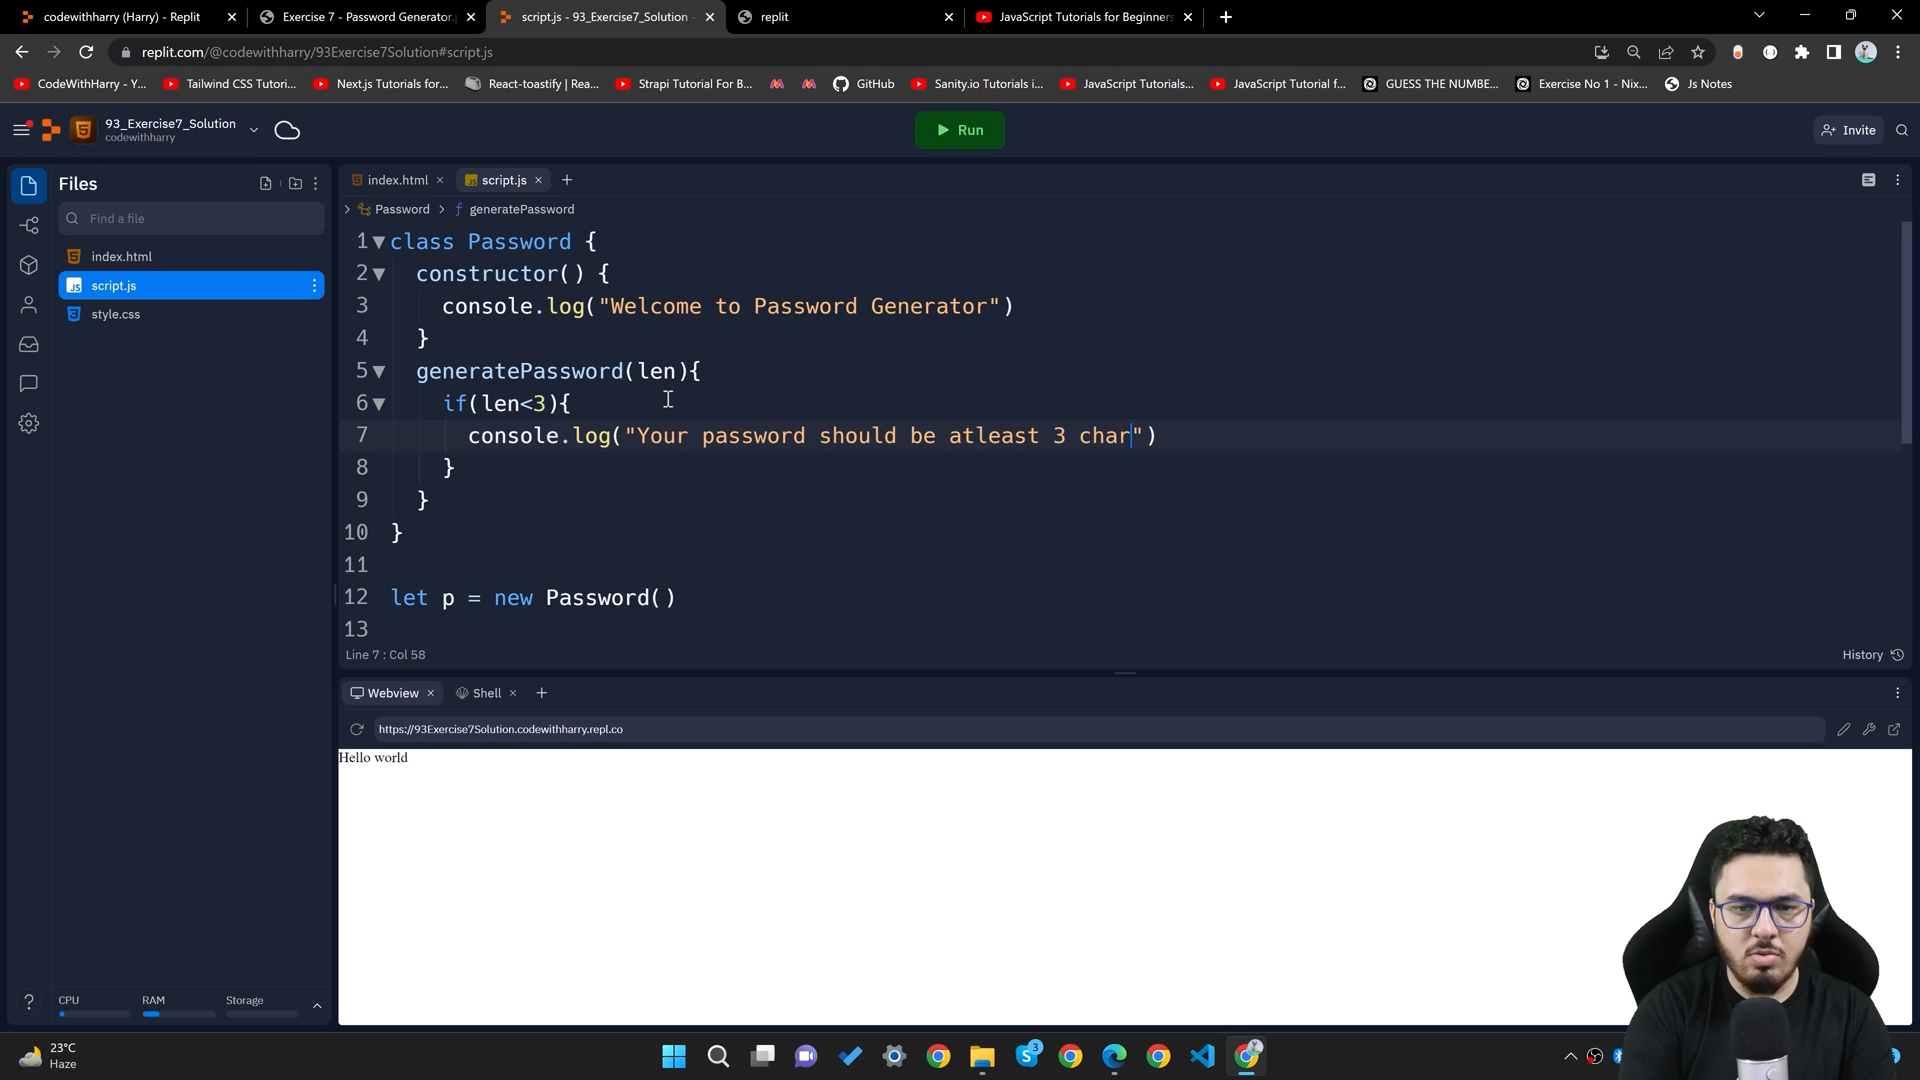 codewithharry (Harry) - Replit
Exercise 7 - Password Generator.p
script.js - 93_Exercise7_Solution -
replit
JavaScript Tutorials for Beginners
replit.com/@codewithharry/93Exercise7Solution#script.js
CodeWithHarry - Y...
Tailwind CSS Tutori...
Next.js Tutorials for...
React-toastify | Rea...
Strapi Tutorial For B...
GitHub
Sanity.io Tutorials i...
JavaScript Tutorials...
JavaScript Tutorial f...
GUESS THE NUMBE...
Exercise No 1 - Nix...
Js Notes
93_Exercise7_Solution
codewithharry
Run
Invite
Files
index.html
script.js
Find a file
Password
generatePassword
index.html
script.js
style.css
1 class Password {
2 constructor() {
3 console.log("Welcome to Password Generator")
4 }
5 generatePassword(len){
6 if(len<3){
7 console.log("Your password should be atleast 3 char")
8 }
9 }
10 }
11
12 let p = new Password()
13
Line 7 : Col 58
History
Webview
Shell
https://93Exercise7Solution.codewithharry.repl.co
Hello world
CPU
RAM
Storage
23°C
Haze
3